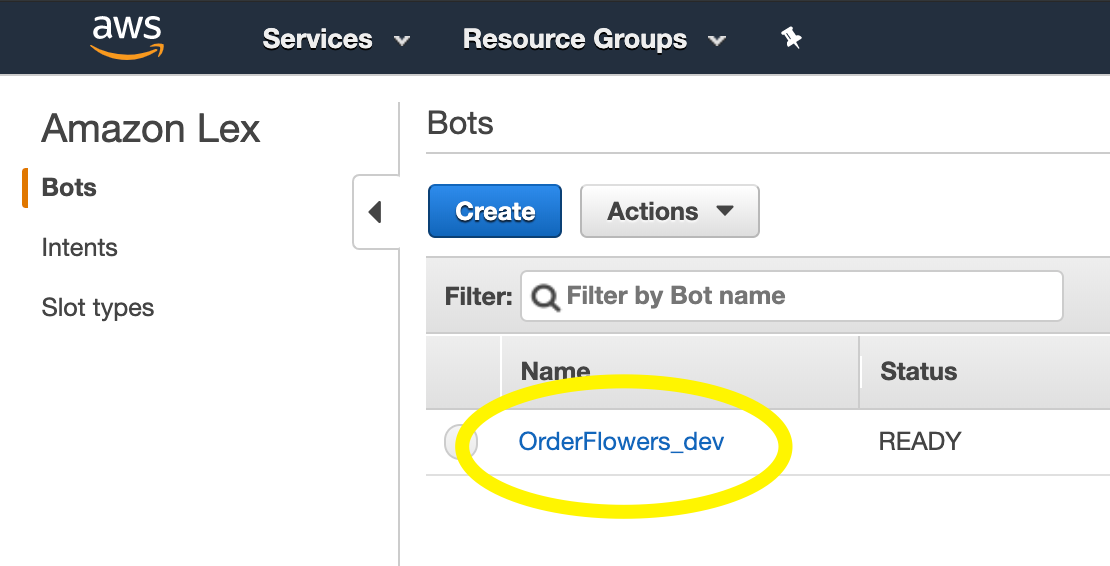 aws Services Resource Groups
Amazon Lex
Bots
Intents
Slot types
Bots
Create Actions
Filter: Filter by Bot name
Name Status
OrderFlowers_dev READY